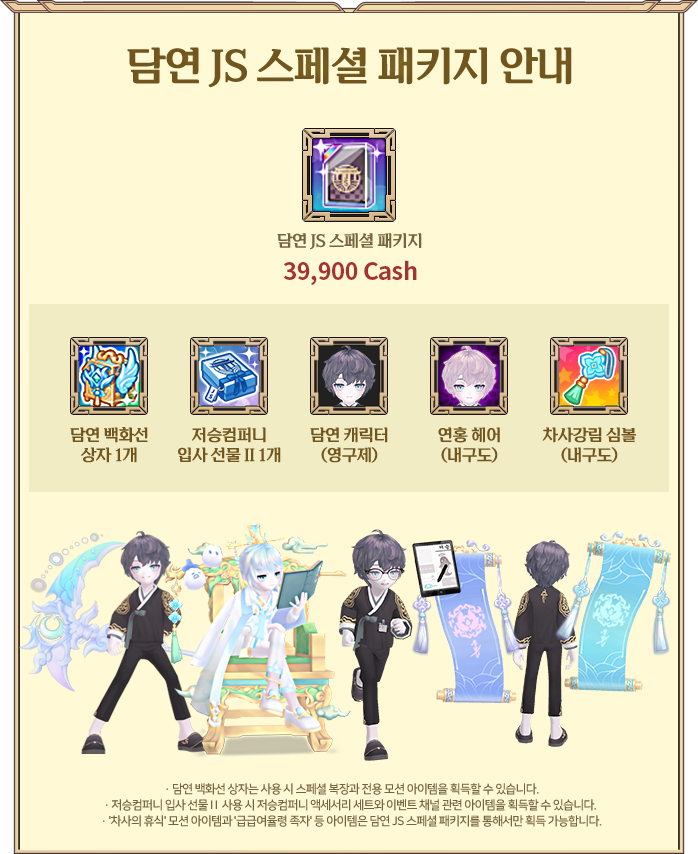 담연 JS 스페셜 패키지 안내
담연 JS 스페셜 패키지
39,900 Cash
담연 백화선
상자 1개
저승컴퍼니
입사 선물 II 1개
담연 캐릭터
(영구제)
연홍 헤어
(내구도)
차사강림 심볼
(내구도)
· 담연 백화선 상자는 사용 시 스페셜 복장과 전용 모션 아이템을 획득할 수 있습니다.
· 저승컴퍼니 입사 선물 II 사용 시 저승컴퍼니 액세서리 세트와 이벤트 채널 관련 아이템을 획득할 수 있습니다.
· '차사의 휴식' 모션 아이템과 '급급여율령 족자' 등 아이템은 담연 JS 스페셜 패키지를 통해서만 획득 가능합니다.